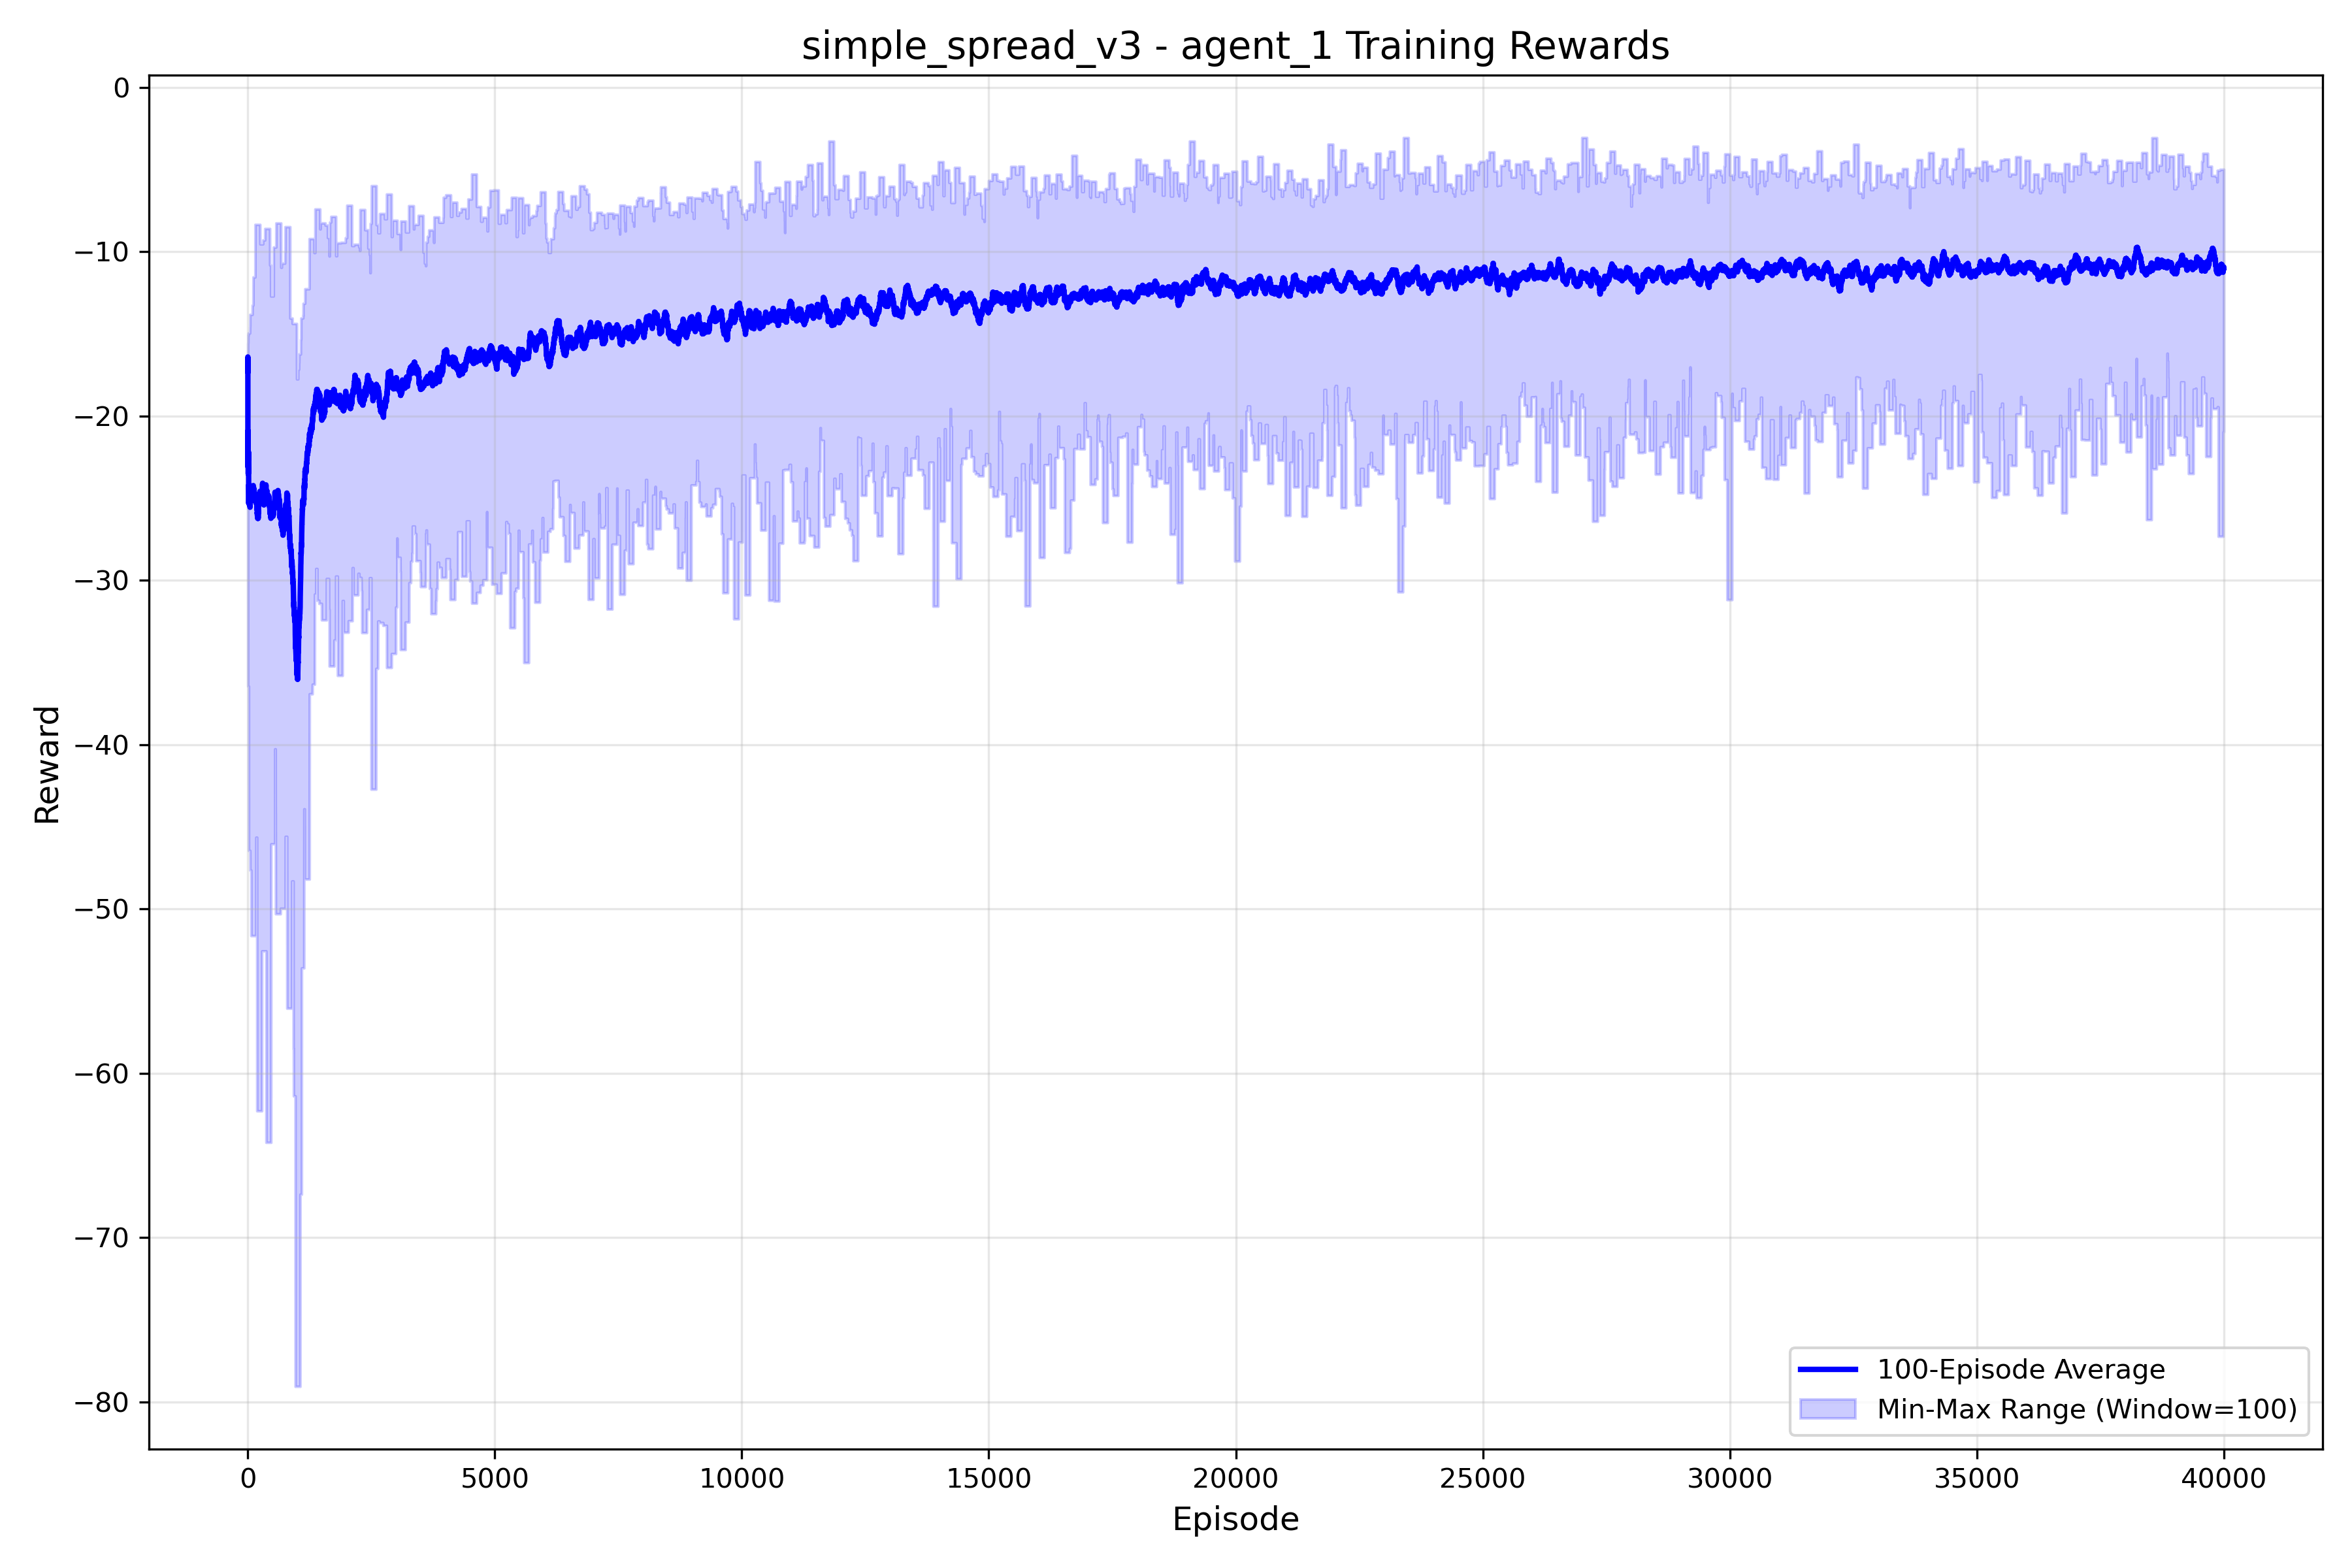 simple_spread_v3 - agent_1 Training Rewards
0
−10
−20
−30
−40
−50
−60
−70
−80
Reward
0 5000 10000 15000 20000 25000 30000 35000 40000
Episode
100-Episode Average
Min-Max Range (Window=100)